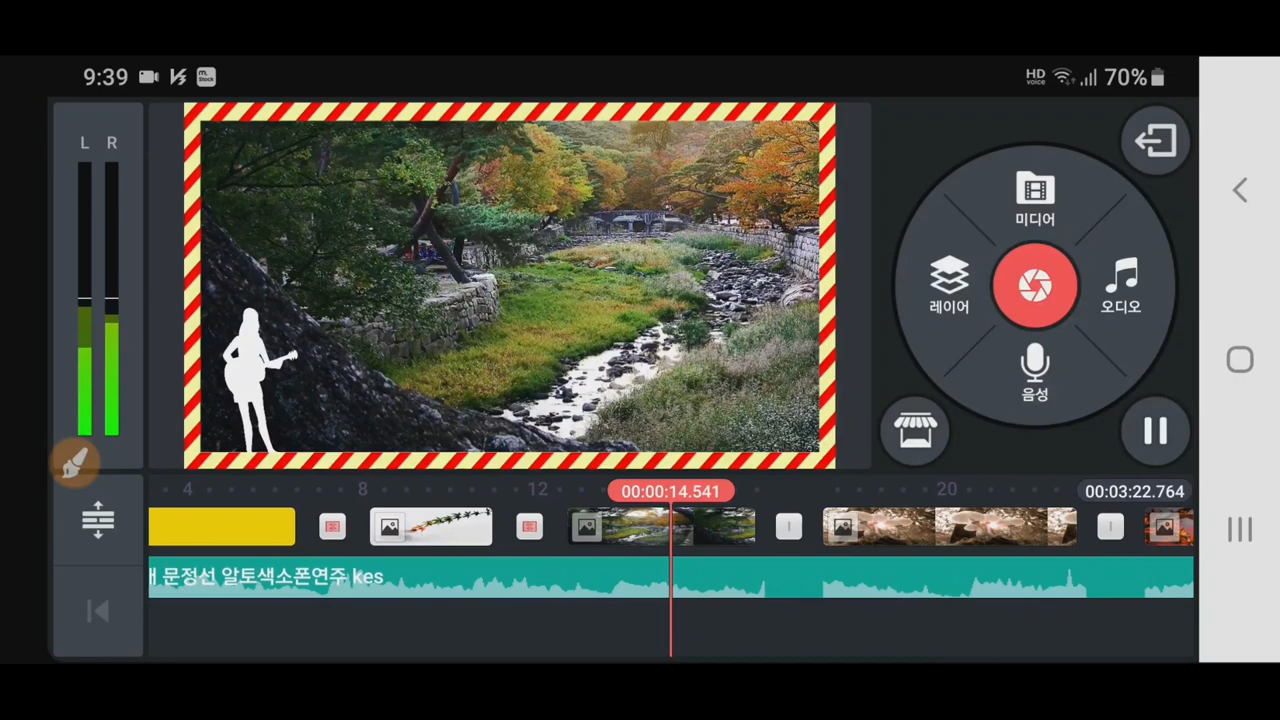 9:39
m.Stock
HD voice
70%
L R
미디어
레이어
오디오
음성
4
8
12
00:00:14.541
20
00:03:22.764
문정선 알토색소폰연주 kes